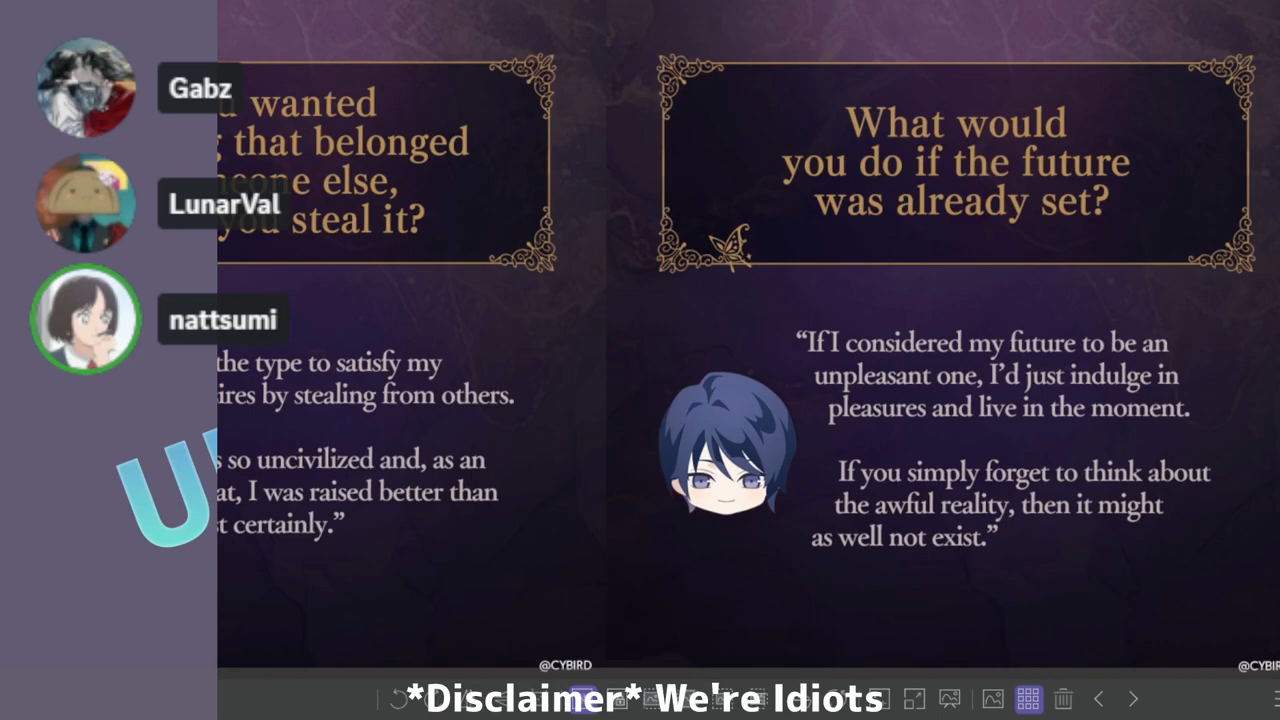 Gabz
LunarVal
nattsumi
U
wanted
that belonged
else,
you steal it?
the type to satisfy my
by stealing from others.
so uncivilized and, as an
I was raised better than
certainly.”
@CYBIRD
What would
you do if the future
was already set?
“If I considered my future to be an
unpleasant one, I’d just indulge in
pleasures and live in the moment.
If you simply forget to think about
the awful reality, then it might
as well not exist.”
*Disclaimer* We're Idiots